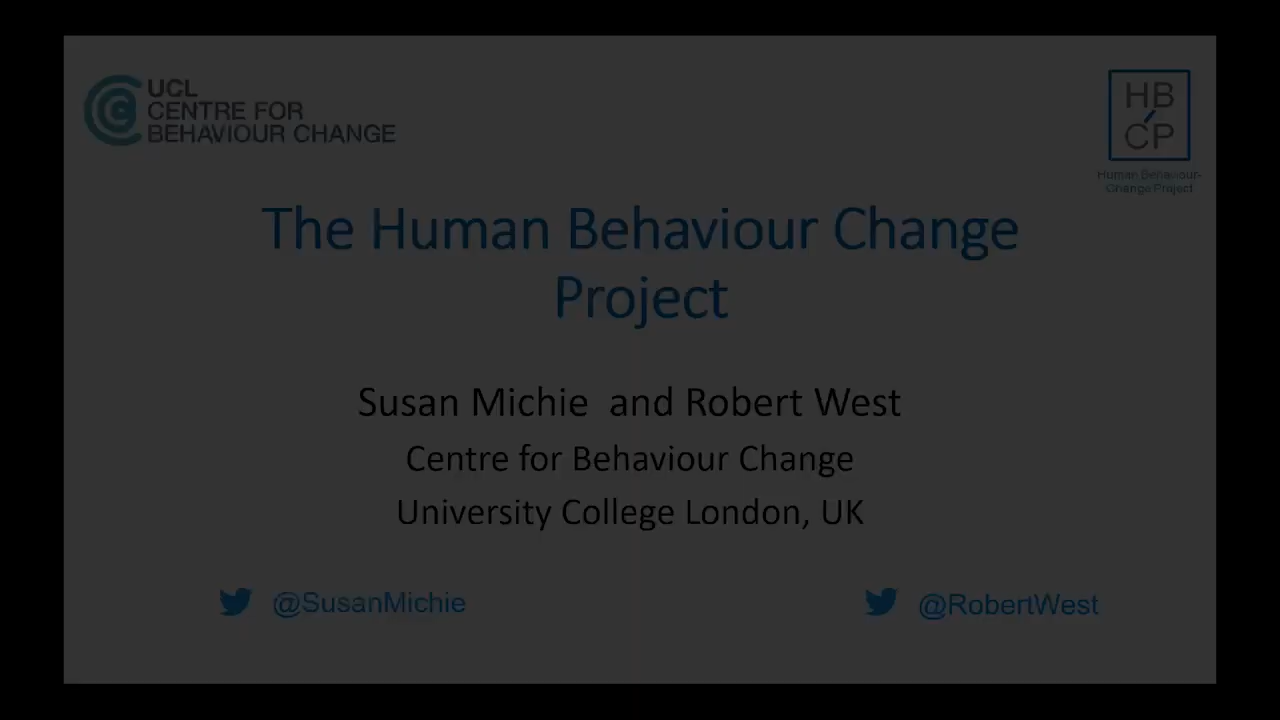 UCL
CENTRE FOR
BEHAVIOUR CHANGE
HB
CP
Human Behaviour-
Change Project
The Human Behaviour Change
Project
Susan Michie and Robert West
Centre for Behaviour Change
University College London, UK
@SusanMichie
@RobertWest